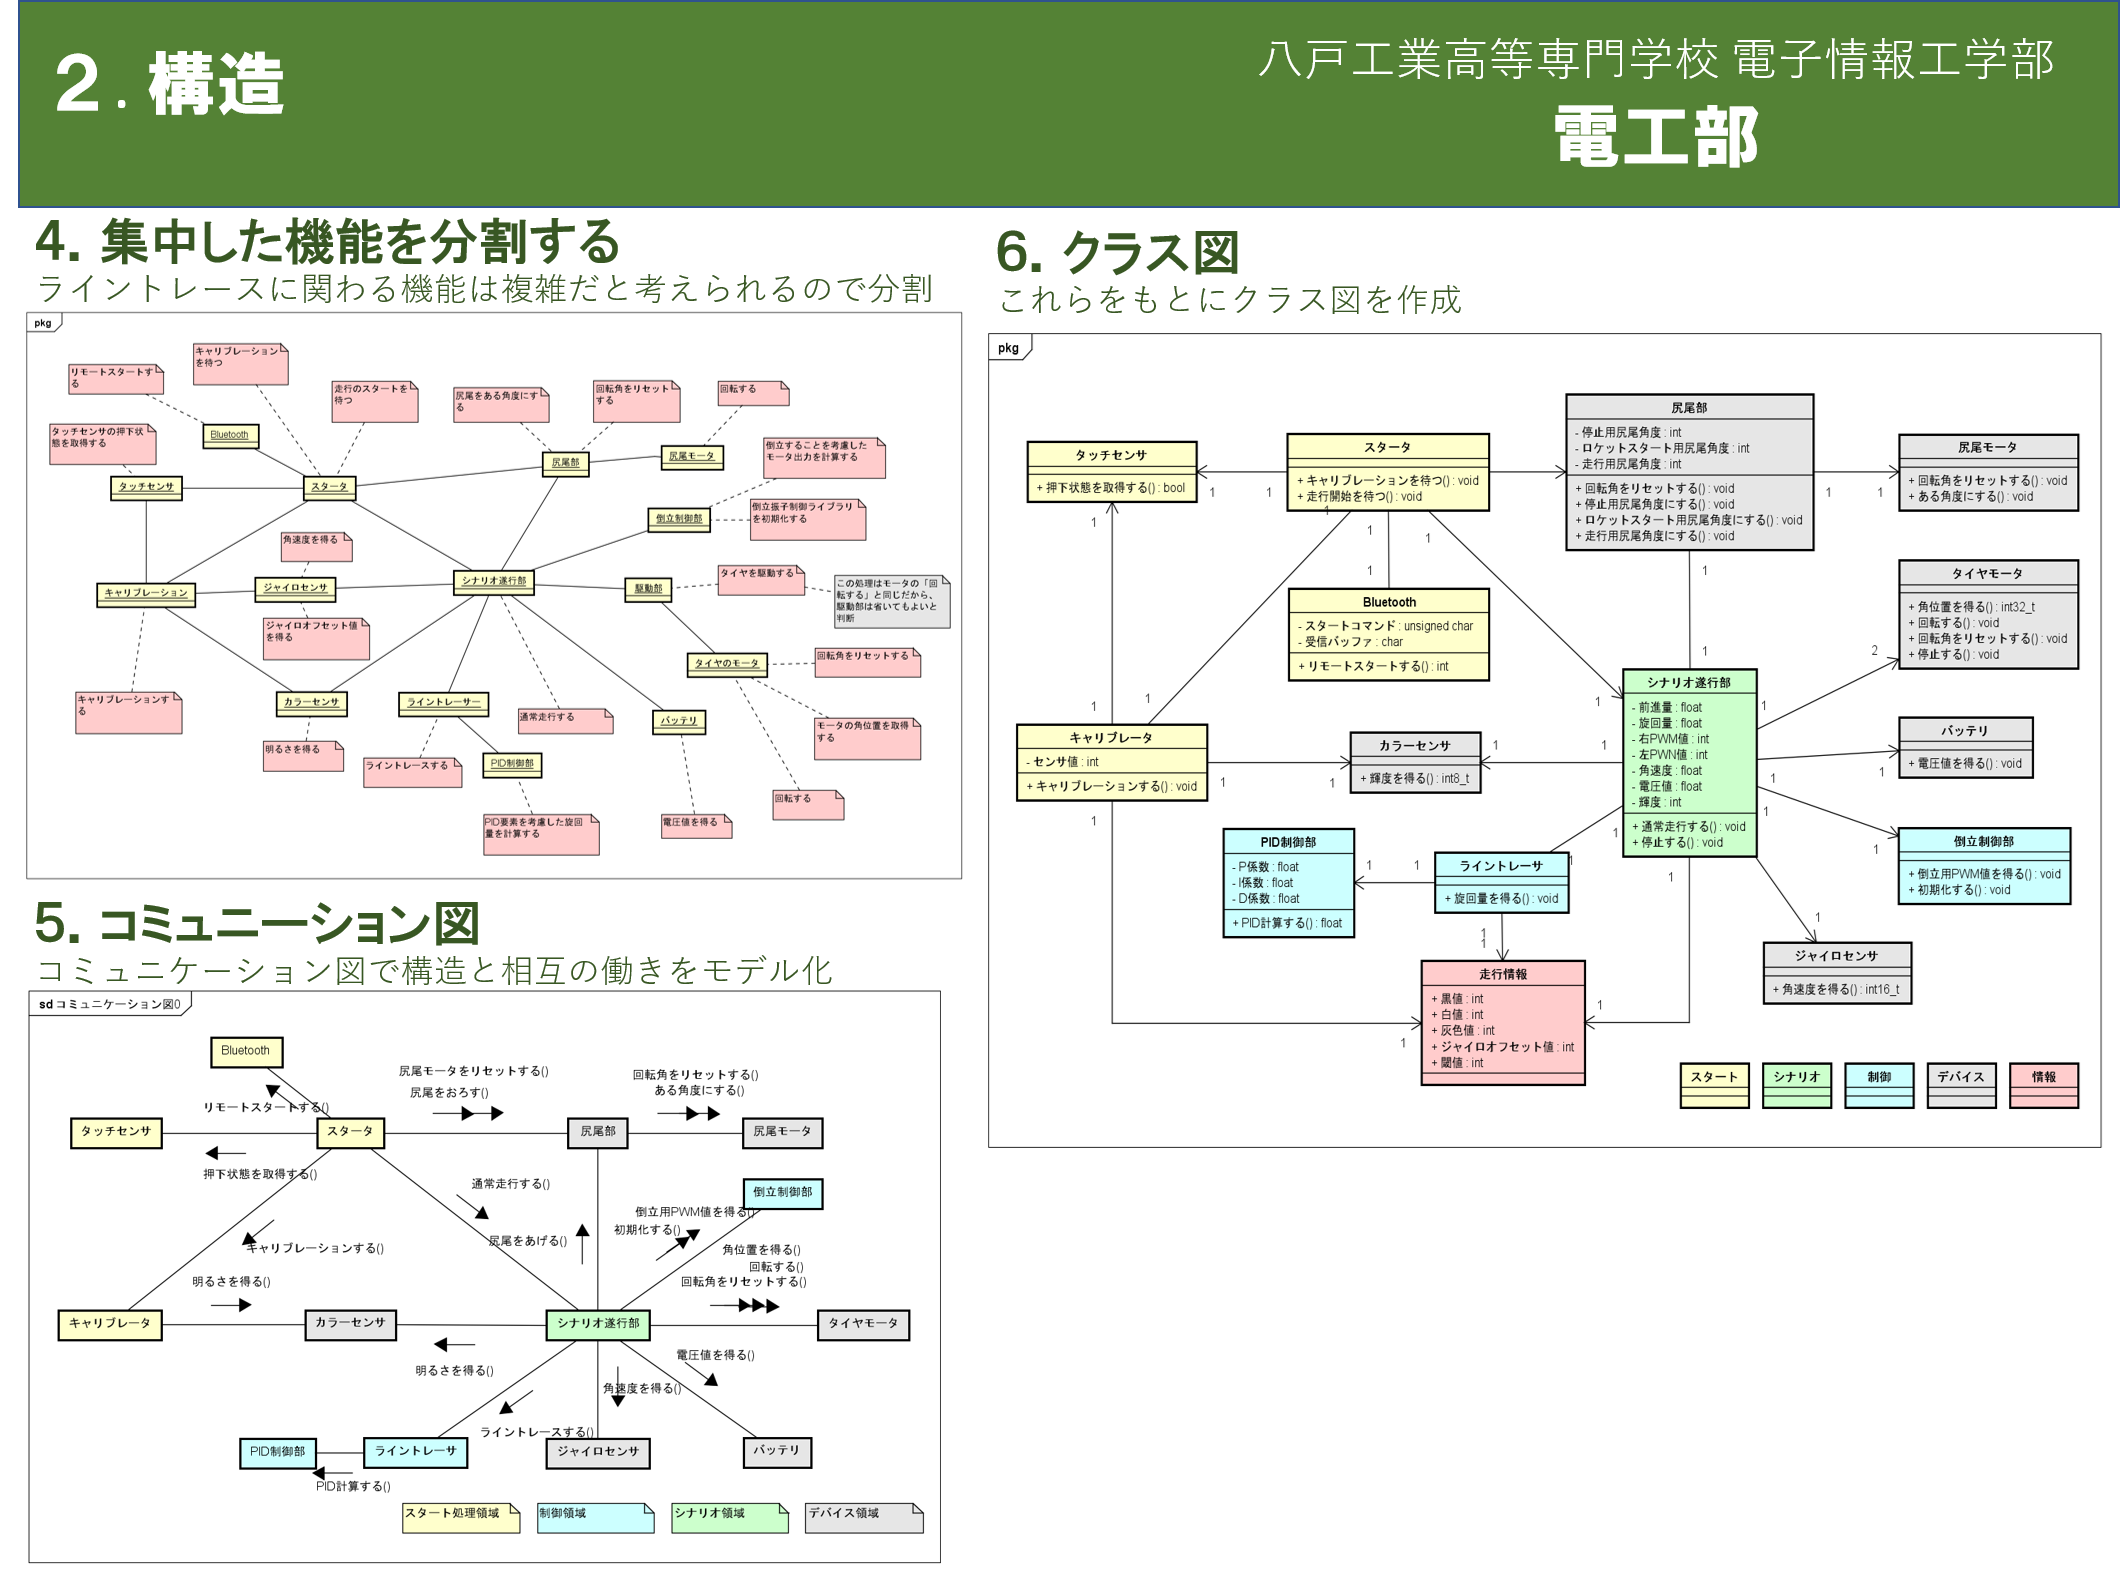 2．構造
八戸工業高等専門学校 電子情報工学部
電工部
4．集中した機能を分割する
ライントレースに関わる機能は複雑だと考えられるので分割
pkg
キャリブレーション
を待つ
リモートスタートす
る
走行のスタートを
待つ
尻尾をある角度にす
る
回転角をリセット
する
回転する
タッチセンサの押下状
態を取得する
Bluetooth
倒立することを考慮した
モータ出力を計算する
尻尾部
尻尾モータ
タッチセンサ
スタータ
倒立制御部
倒立振子制御ライブラリ
を初期化する
角速度を得る
キャリブレーション
ジャイロセンサ
シナリオ遂行部
駆動部
タイヤを駆動する
この処理はモータの「回
転する」と同じだから、
駆動部は省いてもよいと
判断
ジャイロオフセット値
を得る
タイヤのモータ
回転角をリセットする
キャリブレーションす
る
カラーセンサ
ライントレーサー
通常走行する
バッテリ
モータの角位置を取得
する
明るさを得る
ライントレースする
PID制御部
回転する
PID要素を考慮した旋回
量を計算する
電圧値を得る
5．コミュニーション図
コミュニケーション図で構造と相互の働きをモデル化
sd コミュニケーション図0
Bluetooth
尻尾モータをリセットする()
尻尾をおろす()
回転角をリセットする()
ある角度にする()
リモートスタートする()
タッチセンサ
スタータ
尻尾部
尻尾モータ
押下状態を取得する()
通常走行する()
倒立制御部
倒立用PWM値を得る()
初期化する()
尻尾をあげる()
キャリブレーションする()
角位置を得る()
回転する()
回転角をリセットする()
明るさを得る()
キャリブレータ
カラーセンサ
シナリオ遂行部
タイヤモータ
明るさを得る()
電圧値を得る()
角速度を得る()
ライントレースする()
PID制御部
ライントレーサ
ジャイロセンサ
バッテリ
PID計算する()
スタート処理領域
制御領域
シナリオ領域
デバイス領域
6．クラス図
これらをもとにクラス図を作成
pkg
タッチセンサ
+ 押下状態を取得する() : bool
スタータ
+ キャリブレーションを待つ() : void
+ 走行開始を待つ() : void
尻尾部
- 停止用尻尾角度 : int
- ロケットスタート用尻尾角度 : int
- 走行用尻尾角度 : int
+ 回転角をリセットする() : void
+ 停止用尻尾角度にする() : void
+ ロケットスタート用尻尾角度にする() : void
+ 走行用尻尾角度にする() : void
尻尾モータ
+ 回転角をリセットする() : void
+ ある角度にする() : void
1 1 1 1
1 1 1 1
1 1
Bluetooth
- スタートコマンド : unsigned char
- 受信バッファ : char
+ リモートスタートする() : int
タイヤモータ
+ 角位置を得る() : int32_t
+ 回転する() : void
+ 回転角をリセットする() : void
+ 停止する() : void
1 2
1 1 1 1
キャリブレータ
- センサ値 : int
+ キャリブレーションする() : void
カラーセンサ
+ 輝度を得る() : int8_t
シナリオ遂行部
- 前進量 : float
- 旋回量 : float
- 右PWM値 : int
- 左PWN値 : int
- 角速度 : float
- 電圧値 : float
- 輝度 : int
+ 通常走行する() : void
+ 停止する() : void
バッテリ
+ 電圧値を得る() : void
1 1 1 1
1 1 1 1
1 1 1
PID制御部
- P係数 : float
- I係数 : float
- D係数 : float
+ PID計算する() : float
1 1
ライントレーサ
+ 旋回量を得る() : void
1
倒立制御部
+ 倒立用PWM値を得る() : void
+ 初期化する() : void
1
1
1
1
走行情報
+ 黒値 : int
+ 白値 : int
+ 灰色値 : int
+ ジャイロオフセット値 : int
+ 閾値 : int
1
1
ジャイロセンサ
+ 角速度を得る() : int16_t
スタート
シナリオ
制御
デバイス
情報